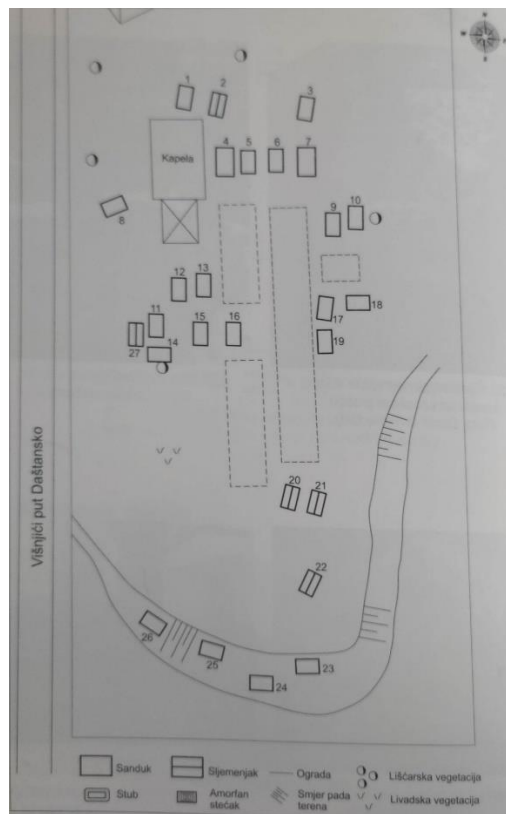 1
2
3
Kapela
4
5
6
7
8
9
10
12
13
11
14
15
16
17
18
19
27
20
21
22
26
25
24
23
Višnjići put Daštansko
Sanduk
Sljemenjak
Ograda
Lišćarska vegetacija
Stub
Amorfan
stećak
Smjer pada
terena
Livadska vegetacija